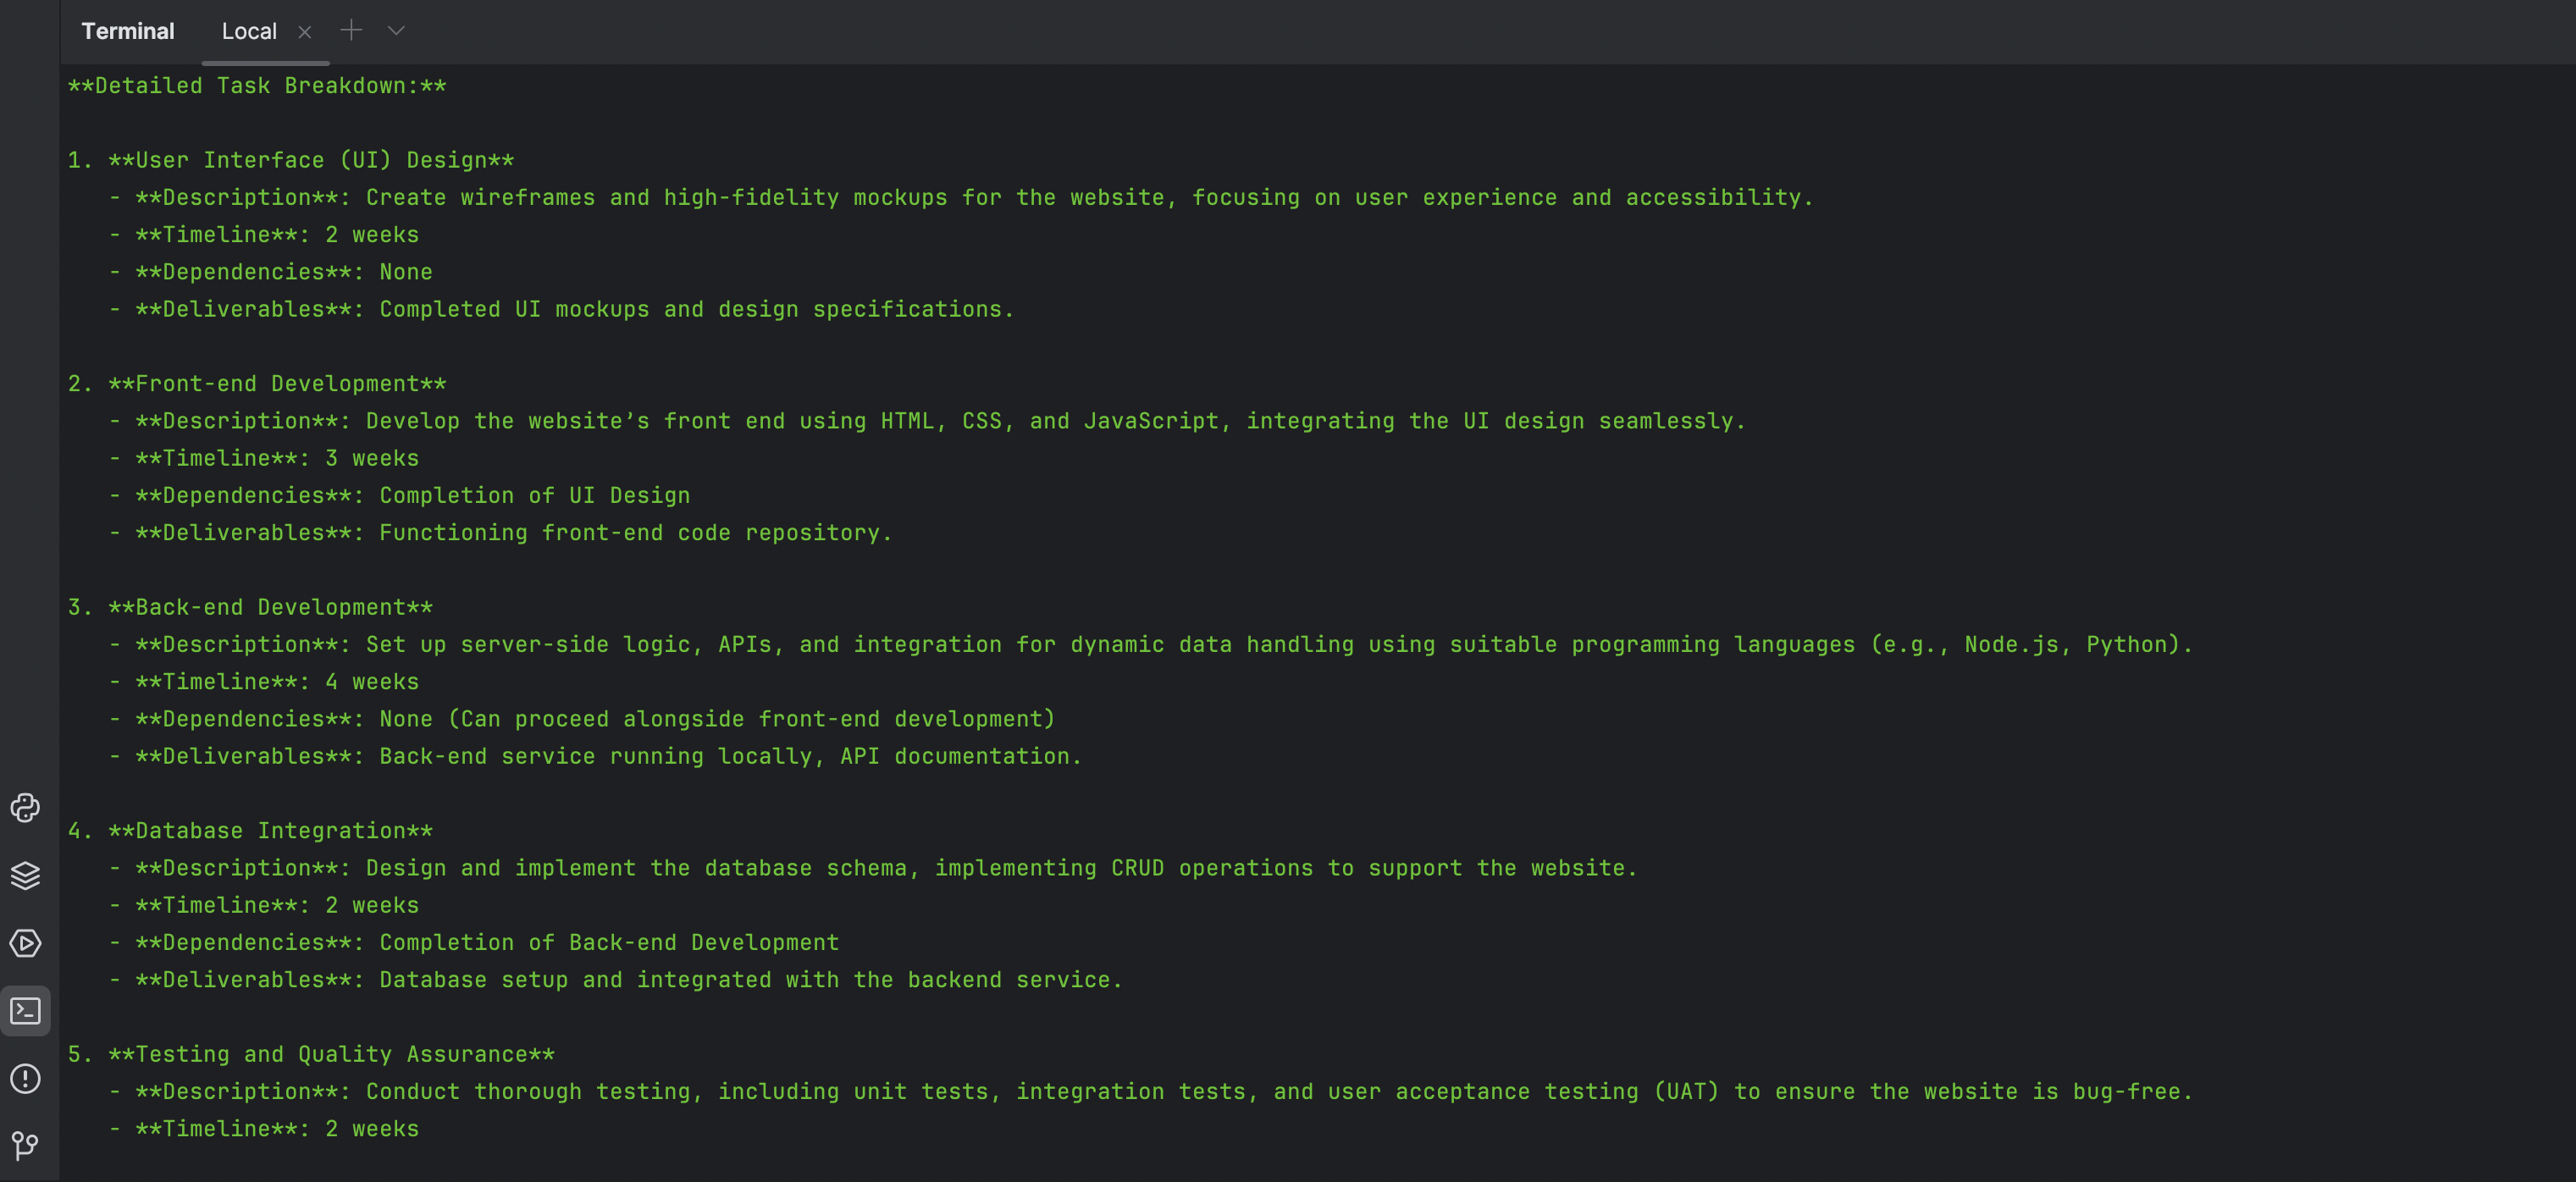 Terminal Local
**Detailed Task Breakdown:**
1. **User Interface (UI) Design**
- **Description**: Create wireframes and high-fidelity mockups for the website, focusing on user experience and accessibility.
- **Timeline**: 2 weeks
- **Dependencies**: None
- **Deliverables**: Completed UI mockups and design specifications.
2. **Front-end Development**
- **Description**: Develop the website’s front end using HTML, CSS, and JavaScript, integrating the UI design seamlessly.
- **Timeline**: 3 weeks
- **Dependencies**: Completion of UI Design
- **Deliverables**: Functioning front-end code repository.
3. **Back-end Development**
- **Description**: Set up server-side logic, APIs, and integration for dynamic data handling using suitable programming languages (e.g., Node.js, Python).
- **Timeline**: 4 weeks
- **Dependencies**: None (Can proceed alongside front-end development)
- **Deliverables**: Back-end service running locally, API documentation.
4. **Database Integration**
- **Description**: Design and implement the database schema, implementing CRUD operations to support the website.
- **Timeline**: 2 weeks
- **Dependencies**: Completion of Back-end Development
- **Deliverables**: Database setup and integrated with the backend service.
5. **Testing and Quality Assurance**
- **Description**: Conduct thorough testing, including unit tests, integration tests, and user acceptance testing (UAT) to ensure the website is bug-free.
- **Timeline**: 2 weeks